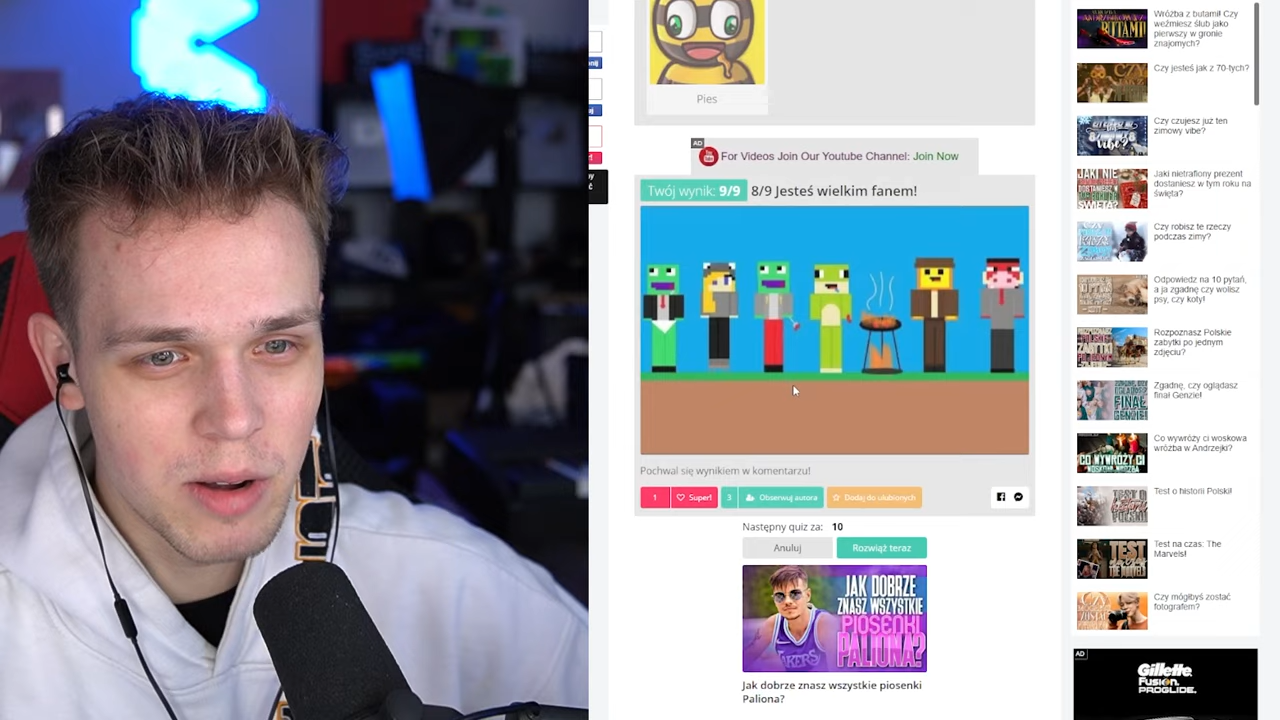 Pies
AD
For Videos Join Our Youtube Channel: Join Now
Twój wynik: 9/9 8/9 Jesteś wielkim fanem!
Pochwal się wynikiem w komentarzu!
1 Super! 3 Obserwuj autora Dodaj do ulubionych
Następny quiz za: 10
Anuluj Rozwiąż teraz
JAK DOBRZE
ZNASZ WSZYSTKIE
PIOSENKI
PALIONA?
Jak dobrze znasz wszystkie piosenki
Paliona?
Wróżba z butami! Czy
weźmiesz ślub jako
pierwszy w gronie
znajomych?
Czy jesteś jak z 70-tych?
Czy czujesz już ten
zimowy vibe?
Jaki nietrafiony prezent
dostaniesz w tym roku na
święta?
Czy robisz te rzeczy
podczas zimy?
Odpowiedz na 10 pytań,
a ja zgadnę czy wolisz
psy, czy koty!
Rozpoznasz Polskie
zabytki po jednym
zdjęciu?
Zgadnę, czy oglądasz
finał Genzie!
Co wywróży ci woskowa
wróżba w Andrzejki?
Test o historii Polski!
Test na czas: The
Marvels!
Czy mógłbyś zostać
fotografem?
AD
Gillette
Fusion
PROGLIDE